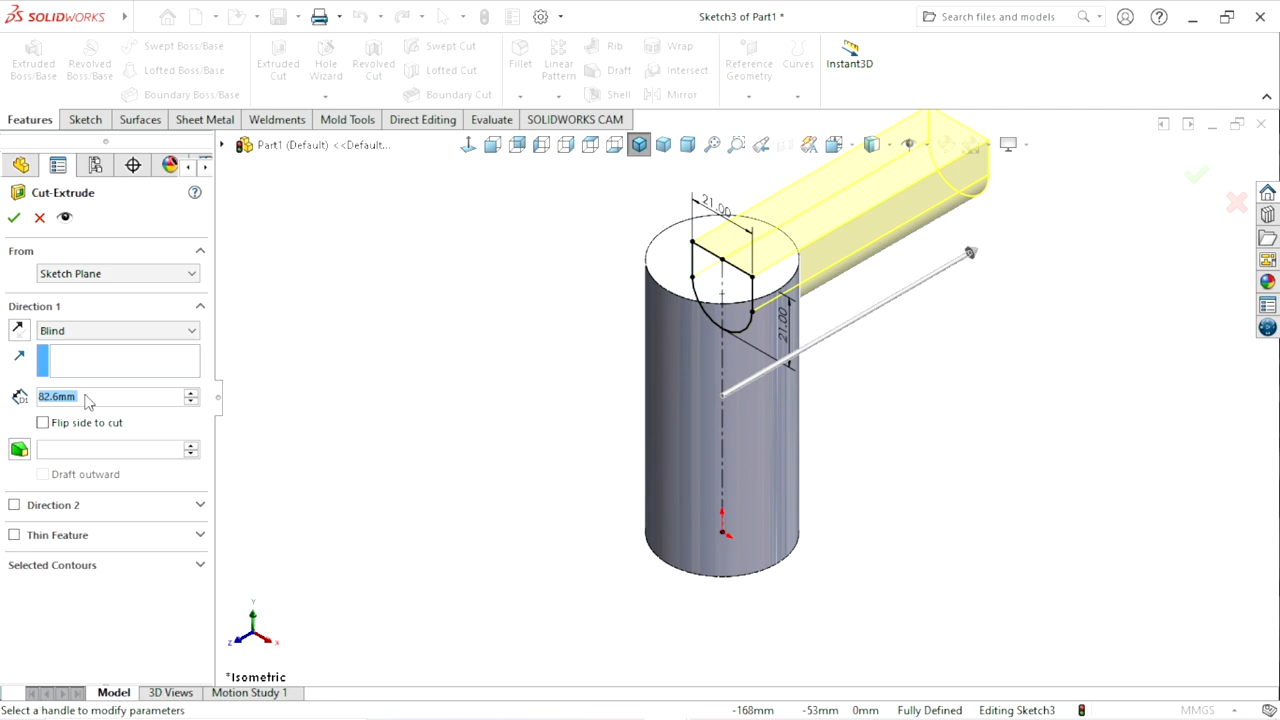 SOLIDWORKS
Sketch3 of Part1 *
Search files and models
Extruded Boss/Base
Revolved Boss/Base
Swept Boss/Base
Lofted Boss/Base
Boundary Boss/Base
Extruded Cut
Hole Wizard
Revolved Cut
Swept Cut
Lofted Cut
Boundary Cut
Fillet
Linear Pattern
Rib
Draft
Shell
Wrap
Intersect
Mirror
Reference Geometry
Curves
Instant3D
Features
Sketch
Surfaces
Sheet Metal
Weldments
Mold Tools
Direct Editing
Evaluate
SOLIDWORKS CAM
Part1 (Default) <<Default...
Cut-Extrude
From
Sketch Plane
Direction 1
Blind
D1
82.6mm
Flip side to cut
Draft outward
Direction 2
Thin Feature
Selected Contours
21.00
21.00
Y
Z
X
*Isometric
Model
3D Views
Motion Study 1
Select a handle to modify parameters
-168mm
-53mm
0mm
Fully Defined
Editing Sketch3
MMGS